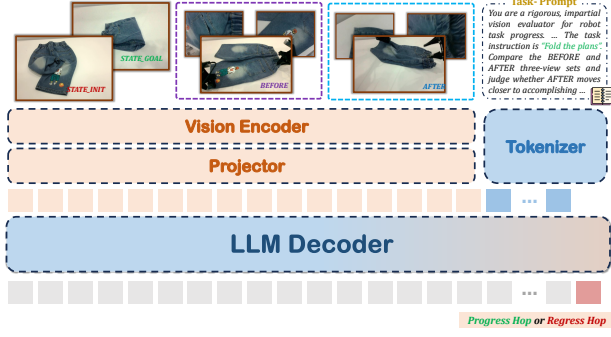 Task- Prompt
You are a rigorous, impartial
vision evaluator for robot
task progress. ... The task
instruction is "Fold the plans".
Compare the BEFORE and
AFTER three-view sets and
judge whether AFTER moves
closer to accomplishing ...
STATE_GOAL
STATE_INIT
BEFORE
AFTER
Vision Encoder
Projector
Tokenizer
...
LLM Decoder
...
Progress Hop or Regress Hop